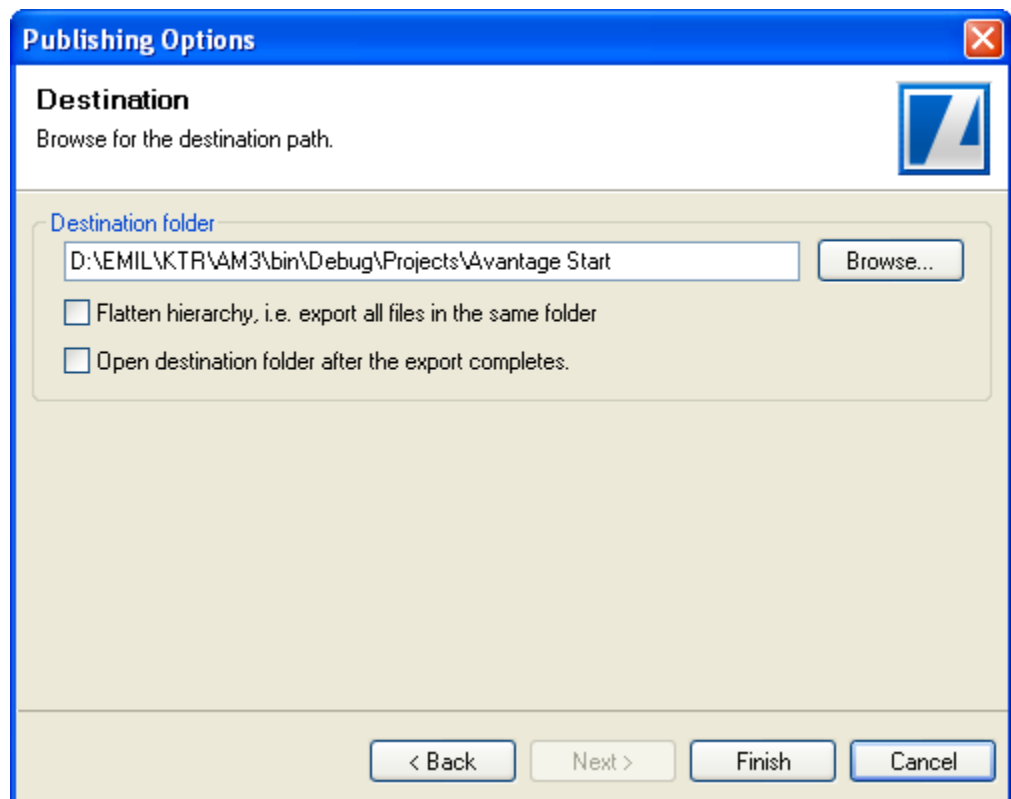 Publishing Options
Destination
Browse for the destination path.
Destination folder
D:\EMIL\KTR\AM3\bin\Debug\Projects\Avantage Start
Browse...
Flatten hierarchy, i.e. export all files in the same folder
Open destination folder after the export completes.
< Back
Next >
Finish
Cancel